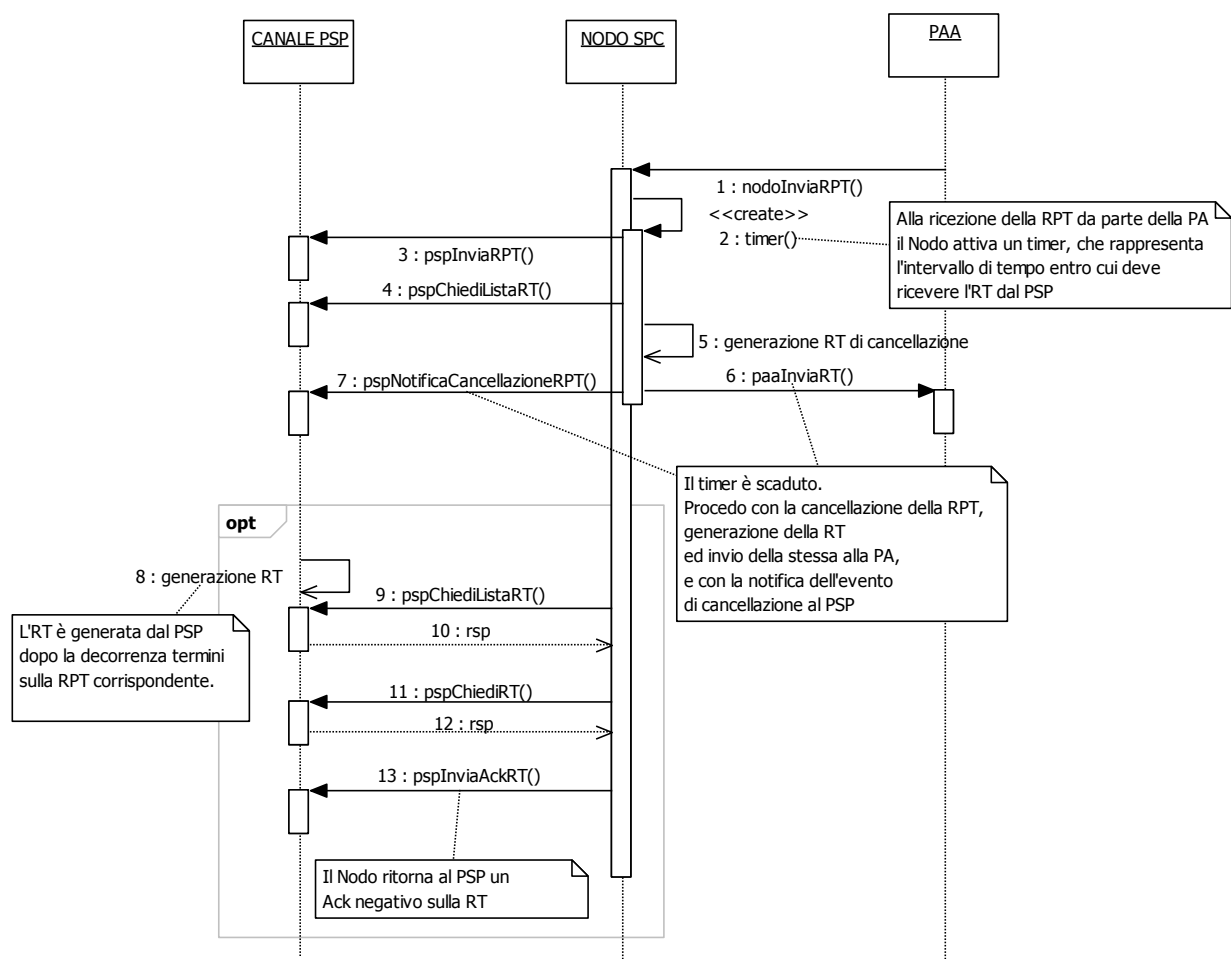 CANALE PSP
NODO SPC
PAA
1 : nodoInviaRPT()
<<create>>
2 : timer()
Alla ricezione della RPT da parte della PA
il Nodo attiva un timer, che rappresenta
l'intervallo di tempo entro cui deve
ricevere l'RT dal PSP
3 : pspInviaRPT()
4 : pspChiediListaRT()
5 : generazione RT di cancellazione
7 : pspNotificaCancellazioneRPT()
6 : paaInviaRT()
Il timer è scaduto.
Procedo con la cancellazione della RPT,
generazione della RT
ed invio della stessa alla PA,
e con la notifica dell'evento
di cancellazione al PSP
opt
8 : generazione RT
9 : pspChiediListaRT()
L'RT è generata dal PSP
dopo la decorrenza termini
sulla RPT corrispondente.
10 : rsp
11 : pspChiediRT()
12 : rsp
13 : pspInviaAckRT()
Il Nodo ritorna al PSP un
Ack negativo sulla RT